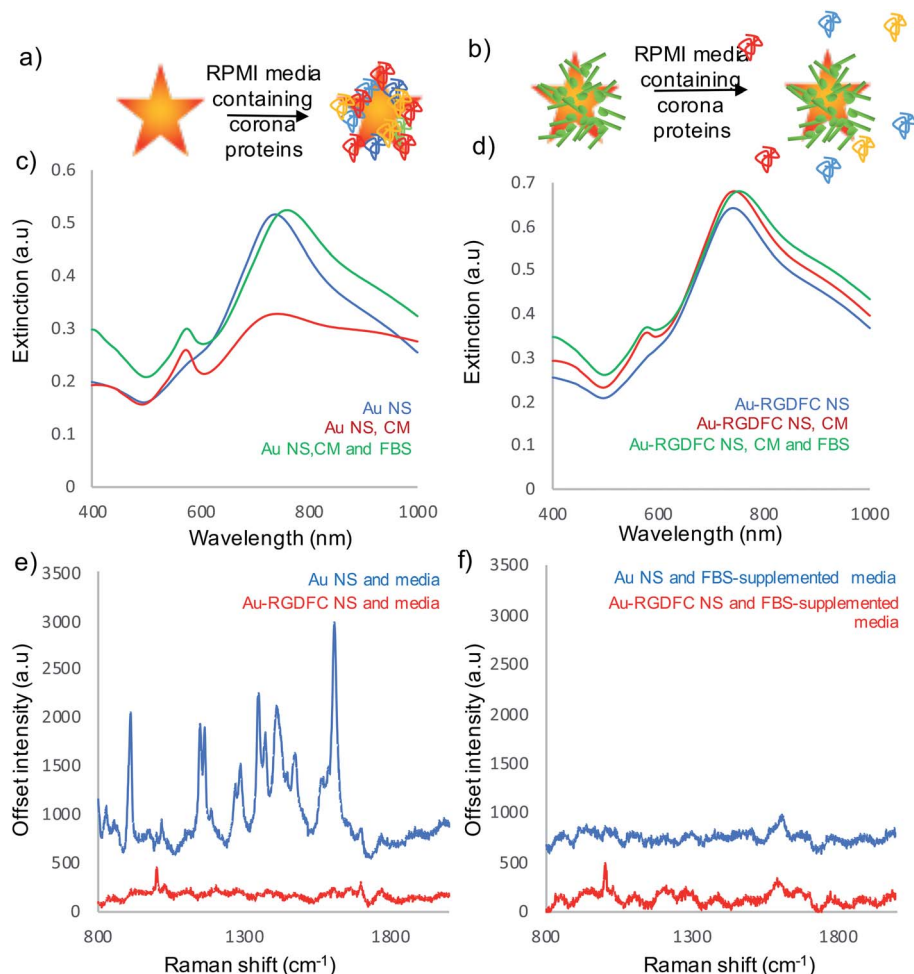 a)
RPMI media
containing
corona
proteins
b)
RPMI media
containing
corona
proteins
c)
0.6
0.5
0.4
0.3
0.2
0.1
0
Extinction (a.u)
400
600
800
1000
Wavelength (nm)
Au NS
Au NS, CM
Au NS,CM and FBS
d)
0.7
0.6
0.5
0.4
0.3
0.2
0.1
0
Extinction (a.u)
400
600
800
1000
Wavelength (nm)
Au-RGDFC NS
Au-RGDFC NS, CM
Au-RGDFC NS, CM and FBS
e)
3500
3000
2500
2000
1500
1000
500
0
Offset intensity (a.u)
800
1300
1800
Raman shift (cm-1)
Au NS and media
Au-RGDFC NS and media
f)
3500
3000
2500
2000
1500
1000
500
0
Offset intensity (a.u)
800
1300
1800
Raman shift (cm-1)
Au NS and FBS-supplemented media
Au-RGDFC NS and FBS-supplemented
media